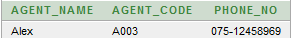 AGENT_NAME AGENT_CODE PHONE_NO
Alex A003 075-12458969